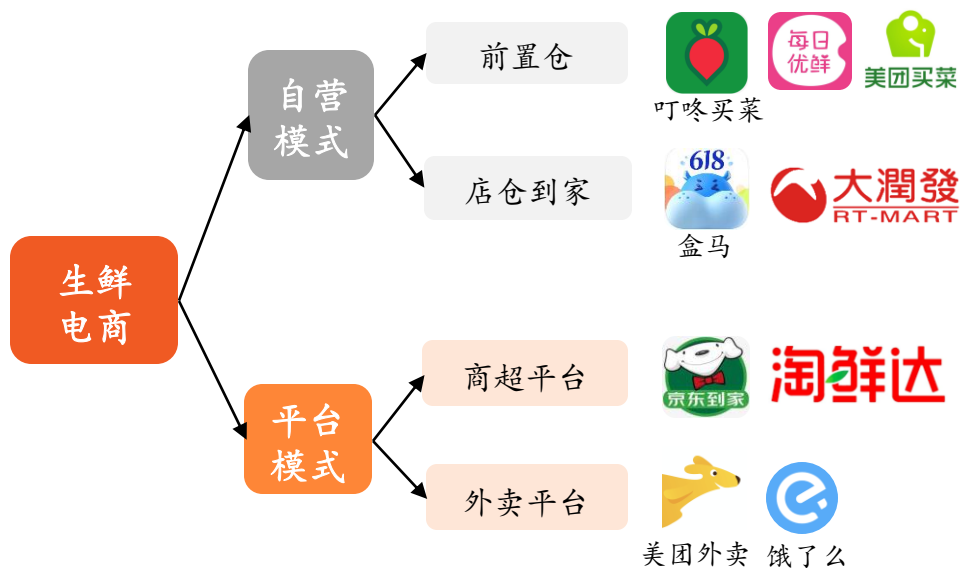 生鲜
电商
自营
模式
前置仓
叮咚买菜
每日
优鲜
美团买菜
店仓到家
618
盒马
大潤發
RT-MART
平台
模式
商超平台
京东到家
淘鲜达
外卖平台
美团外卖
饿了么